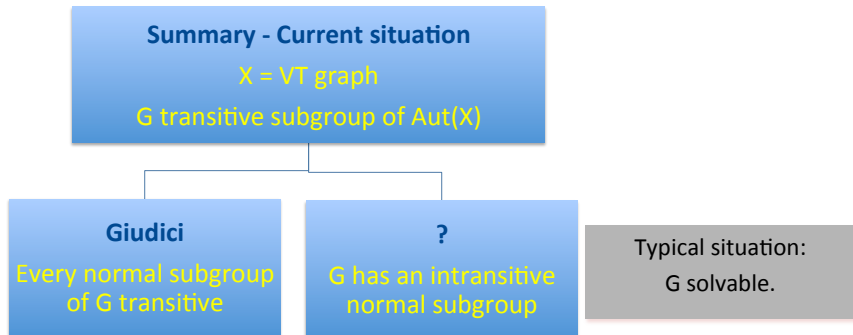 Summary - Current situation
X = VT graph
G transitive subgroup of Aut(X)
Giudici
Every normal subgroup
of G transitive
?
G has an intransitive
normal subgroup
Typical situation:
G solvable.